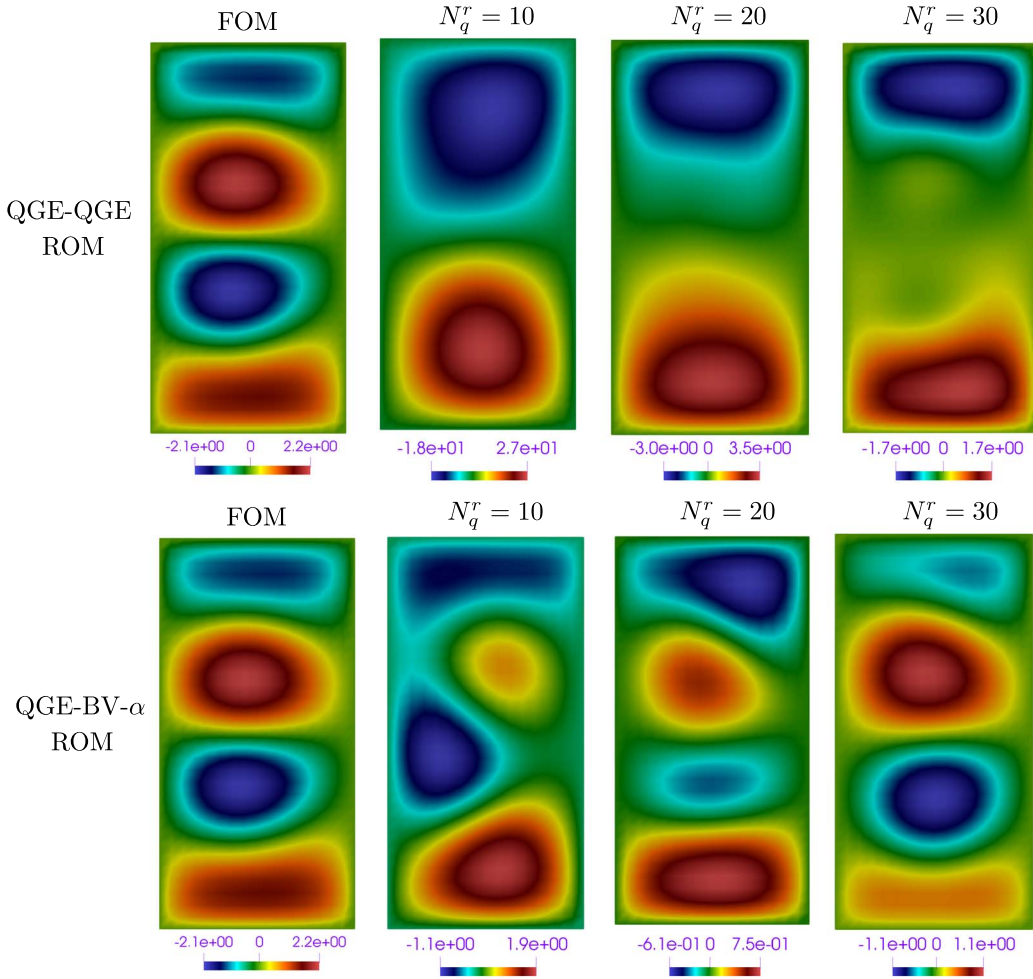 FOM
$N_q^r = 10$
$N_q^r = 20$
$N_q^r = 30$
QGE-QGE
ROM
-2.1e+00 0 2.2e+00
-1.8e+01 2.7e+01
-3.0e+00 0 3.5e+00
-1.7e+00 0 1.7e+00
FOM
$N_q^r = 10$
$N_q^r = 20$
$N_q^r = 30$
QGE-BV-α
ROM
-2.1e+00 0 2.2e+00
-1.1e+00 1.9e+00
-6.1e-01 0 7.5e-01
-1.1e+00 0 1.1e+00